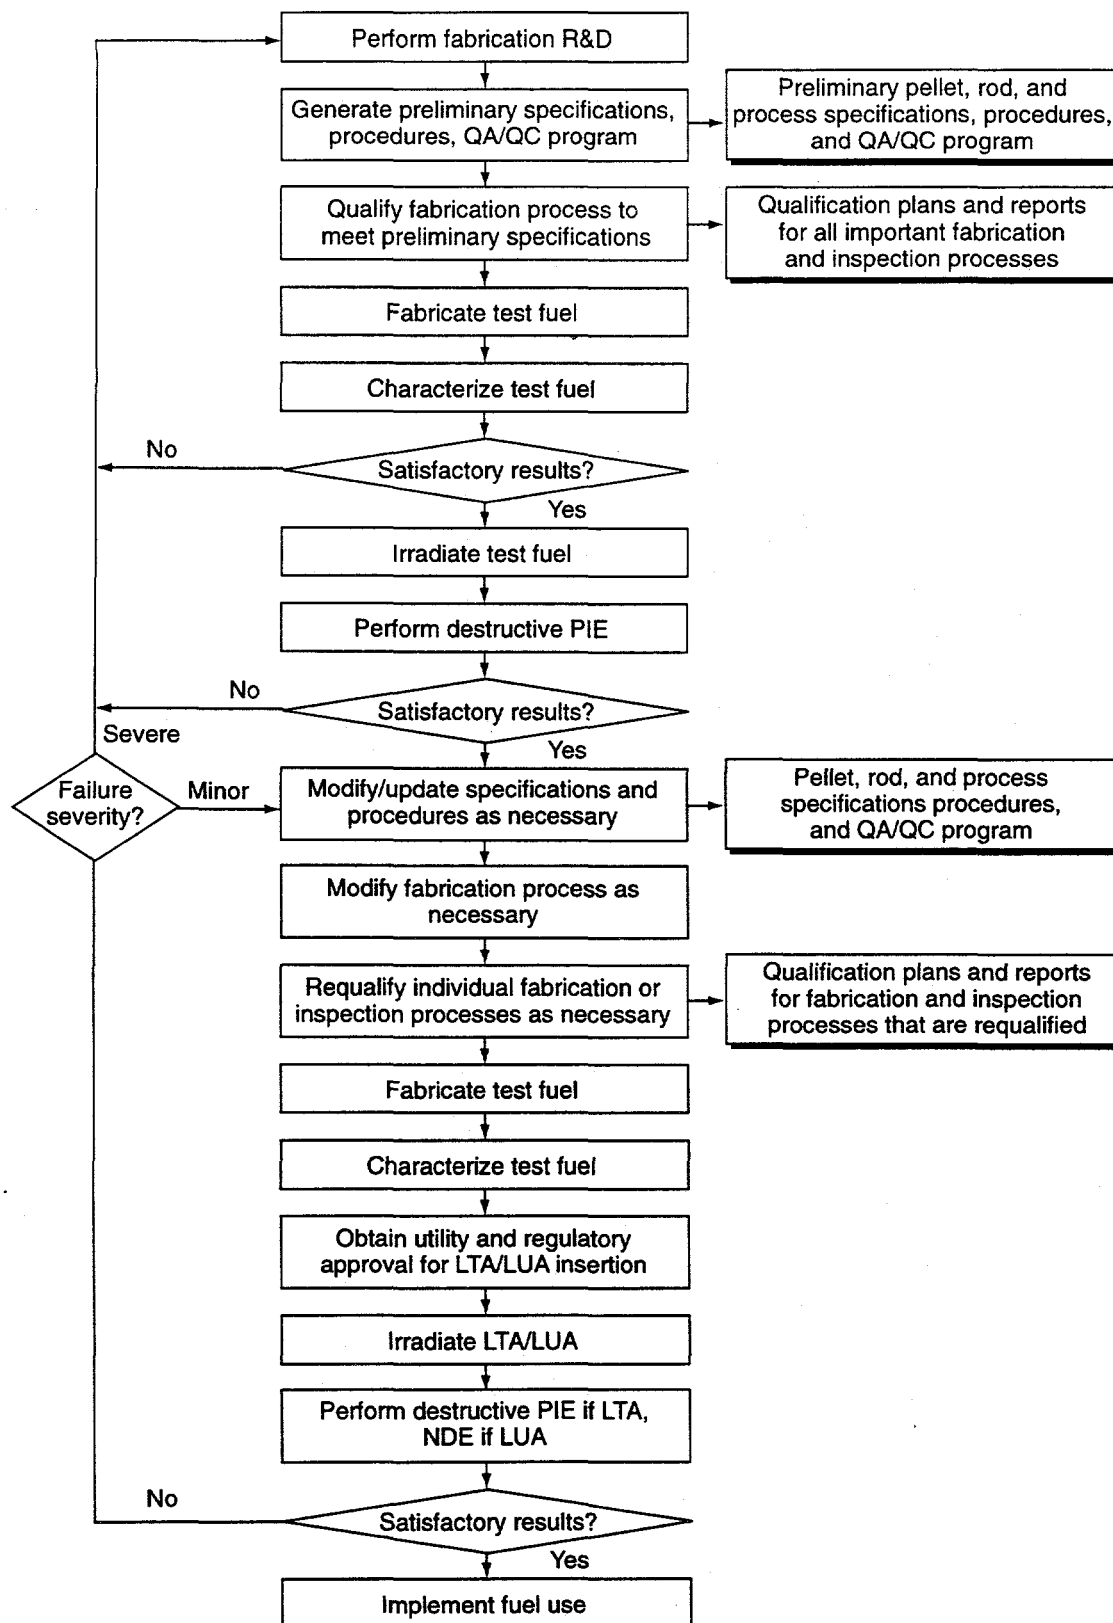 Perform fabrication R&D
Generate preliminary specifications,
procedures, QA/QC program
Preliminary pellet, rod, and
process specifications, procedures,
and QA/QC program
Qualify fabrication process to
meet preliminary specifications
Qualification plans and reports
for all important fabrication
and inspection processes
Fabricate test fuel
Characterize test fuel
No
Satisfactory results?
Yes
Irradiate test fuel
Perform destructive PIE
No
Satisfactory results?
Yes
Severe
Failure
severity?
Minor
Modify/update specifications and
procedures as necessary
Pellet, rod, and process
specifications procedures,
and QA/QC program
Modify fabrication process as
necessary
Requalify individual fabrication or
inspection processes as necessary
Qualification plans and reports
for fabrication and inspection
processes that are requalified
Fabricate test fuel
Characterize test fuel
Obtain utility and regulatory
approval for LTA/LUA insertion
Irradiate LTA/LUA
Perform destructive PIE if LTA,
NDE if LUA
No
Satisfactory results?
Yes
Implement fuel use